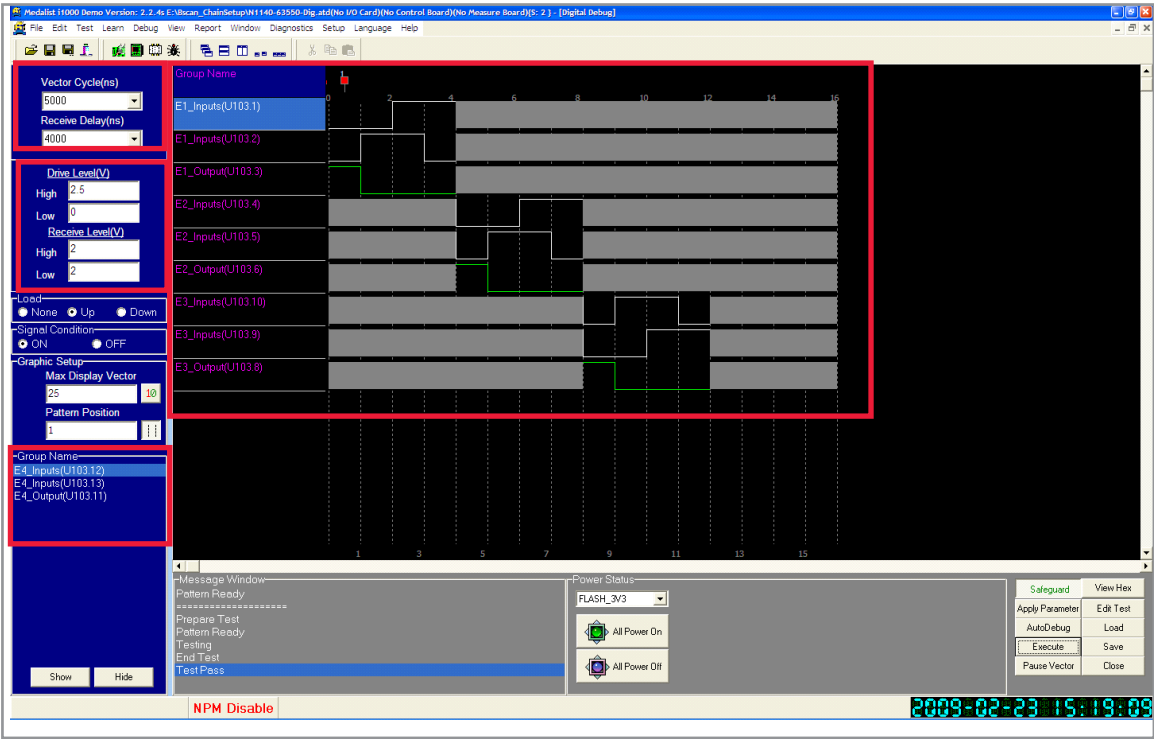 Medalist i1000 Demo Version: 2.2.4s E:\Bscan_ChainSetup\N1140-63550-Dig.atd(No I/O Card)(No Control Board)(No Measure Board){S: 2 } - [Digital Debug]
File Edit Test Learn Debug View Report Window Diagnostics Setup Language Help
Vector Cycle(ns)
5000
Receive Delay(ns)
4000
Drive Level(V)
High 2.5
Low 0
Receive Level(V)
High 2
Low 2
Load
None Up Down
Signal Condition
ON OFF
Graphic Setup
Max Display Vector
25 10
Pattern Position
1
Group Name
E4_Inputs(U103.12)
E4_Inputs(U103.13)
E4_Output(U103.11)
Show Hide
Group Name 1
0 2 4 6 8 10 12 14 16
E1_Inputs(U103.1)
E1_Inputs(U103.2)
E1_Output(U103.3)
E2_Inputs(U103.4)
E2_Inputs(U103.5)
E2_Output(U103.6)
E3_Inputs(U103.10)
E3_Inputs(U103.9)
E3_Output(U103.8)
1 3 5 7 9 11 13 15
Message Window
Pattern Ready
====================
Prepare Test
Pattern Ready
Testing
End Test
Test Pass
Power Status
FLASH_3V3
All Power On
All Power Off
Safeguard View Hex
Apply Parameter Edit Test
AutoDebug Load
Execute Save
Pause Vector Close
NPM Disable
2009-02-23 15:19:09